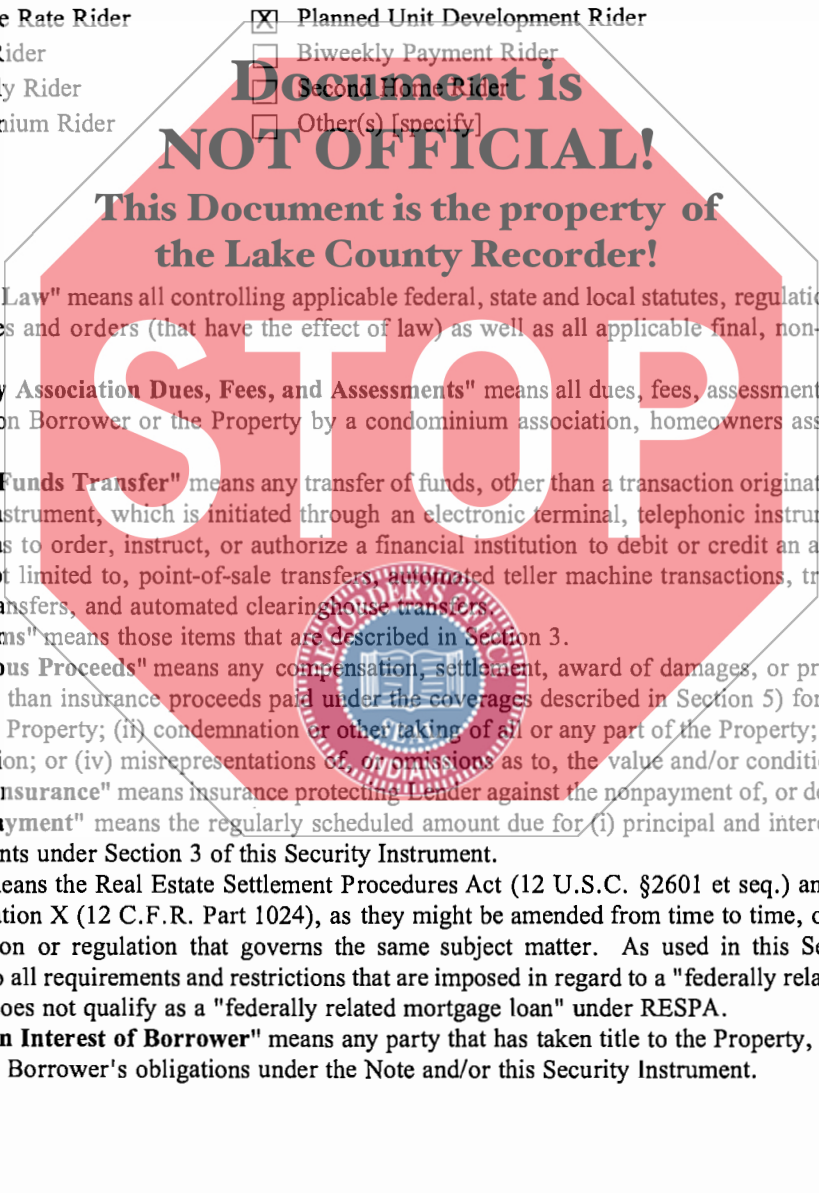 e Rate Rider [X] Planned Unit Development Rider
Rider Biweekly Payment Rider
y Rider Second Home Rider
nium Rider Other(s) [specify]
Document is
NOT OFFICIAL!
This Document is the property of
the Lake County Recorder!
Law" means all controlling applicable federal, state and local statutes, regulatio
es and orders (that have the effect of law) as well as all applicable final, non-
y Association Dues, Fees, and Assessments" means all dues, fees, assessment
on Borrower or the Property by a condominium association, homeowners ass
STOP
Funds Transfer" means any transfer of funds, other than a transaction originat
strument, which is initiated through an electronic terminal, telephonic instrum
s to order, instruct, or authorize a financial institution to debit or credit an a
t limited to, point-of-sale transfers, automated teller machine transactions, tr
ansfers, and automated clearinghouse transfers.
ms" means those items that are described in Section 3.
ous Proceeds" means any compensation, settlement, award of damages, or pr
than insurance proceeds paid under the coverages described in Section 5) for
Property; (ii) condemnation or other taking of all or any part of the Property;
ion; or (iv) misrepresentations of, or omissions as to, the value and/or conditi
nsurance" means insurance protecting Lender against the nonpayment of, or de
RECORDER'S OFFICE
SEAL
INDIANA
ayment" means the regularly scheduled amount due for (i) principal and intere
nts under Section 3 of this Security Instrument.
eans the Real Estate Settlement Procedures Act (12 U.S.C. §2601 et seq.) an
tion X (12 C.F.R. Part 1024), as they might be amended from time to time, o
on or regulation that governs the same subject matter. As used in this Se
o all requirements and restrictions that are imposed in regard to a "federally rela
oes not qualify as a "federally related mortgage loan" under RESPA.
n Interest of Borrower" means any party that has taken title to the Property,
Borrower's obligations under the Note and/or this Security Instrument.